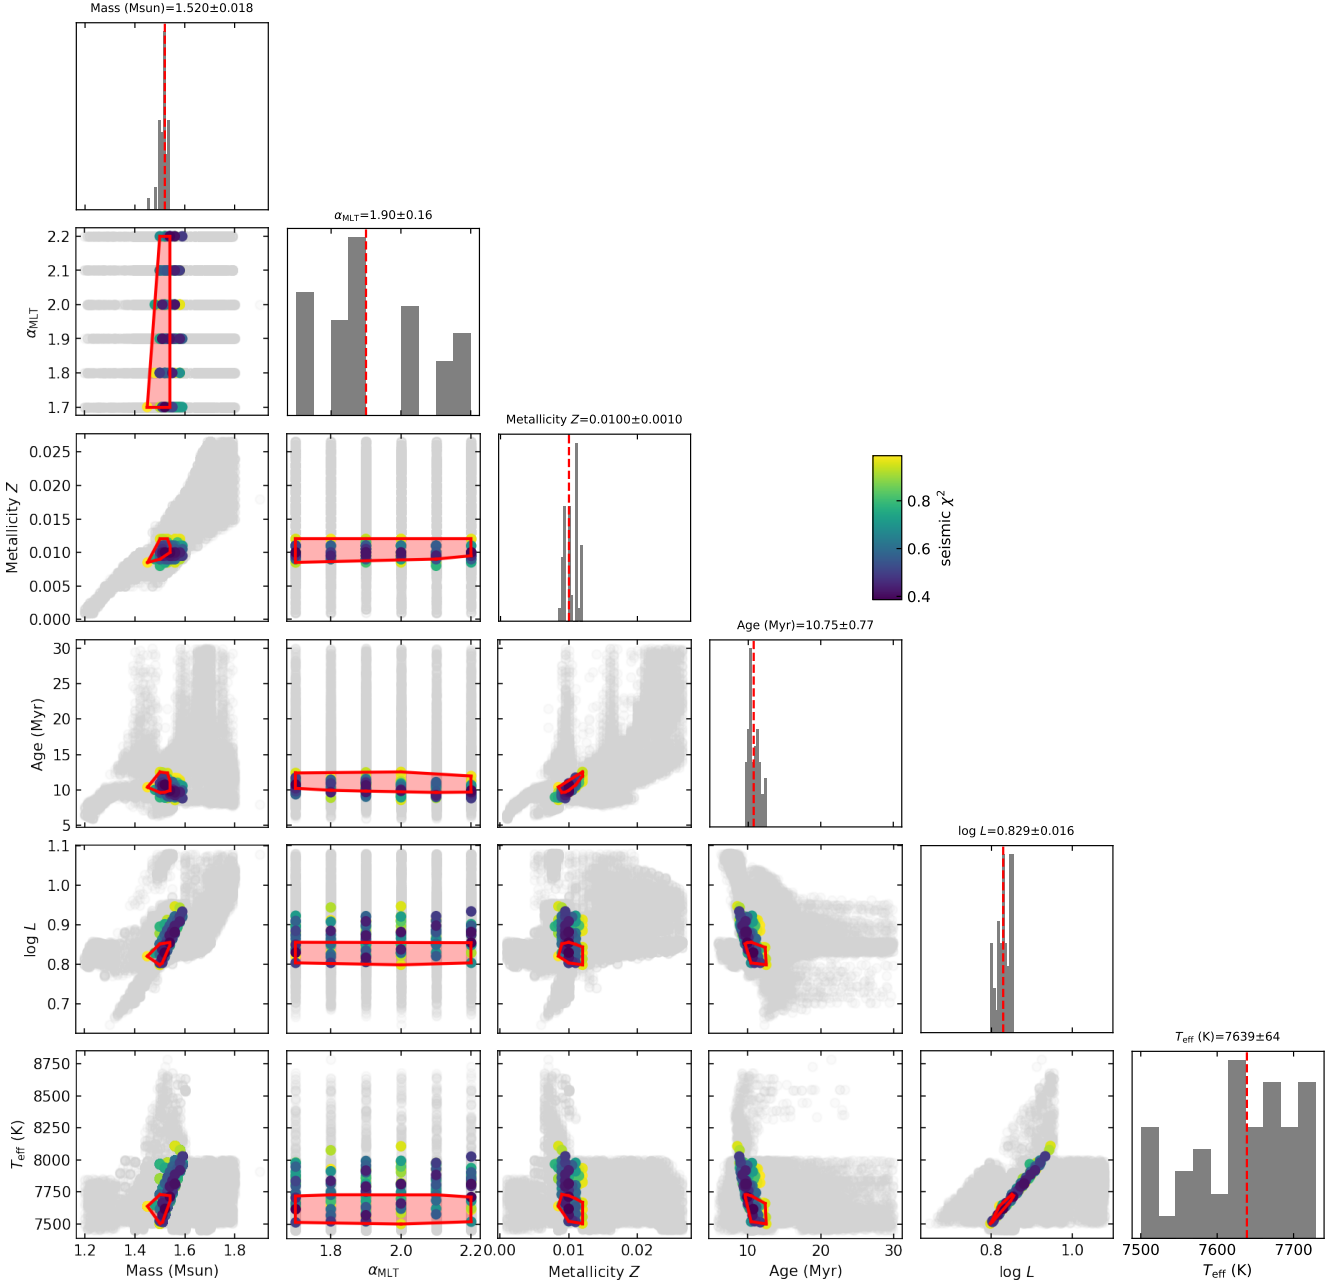 Mass (Msun)=1.520±0.018
α_MLT=1.90±0.16
2.2
2.1
2.0
1.9
1.8
1.7
α_MLT
Metallicity Z=0.0100±0.0010
0.025
0.020
0.015
0.010
0.005
0.000
Metallicity Z
0.8
0.6
0.4
seismic χ²
Age (Myr)=10.75±0.77
30
25
20
15
10
5
Age (Myr)
log L=0.829±0.016
1.1
1.0
0.9
0.8
0.7
log L
T_eff (K)=7639±64
8750
8500
8250
8000
7750
7500
T_eff (K)
1.2 1.4 1.6 1.8
1.8 2.0 2.2
0.00 0.01 0.02
10 20 30
0.8 1.0
7500 7600 7700
Mass (Msun)
α_MLT
Metallicity Z
Age (Myr)
log L
T_eff (K)